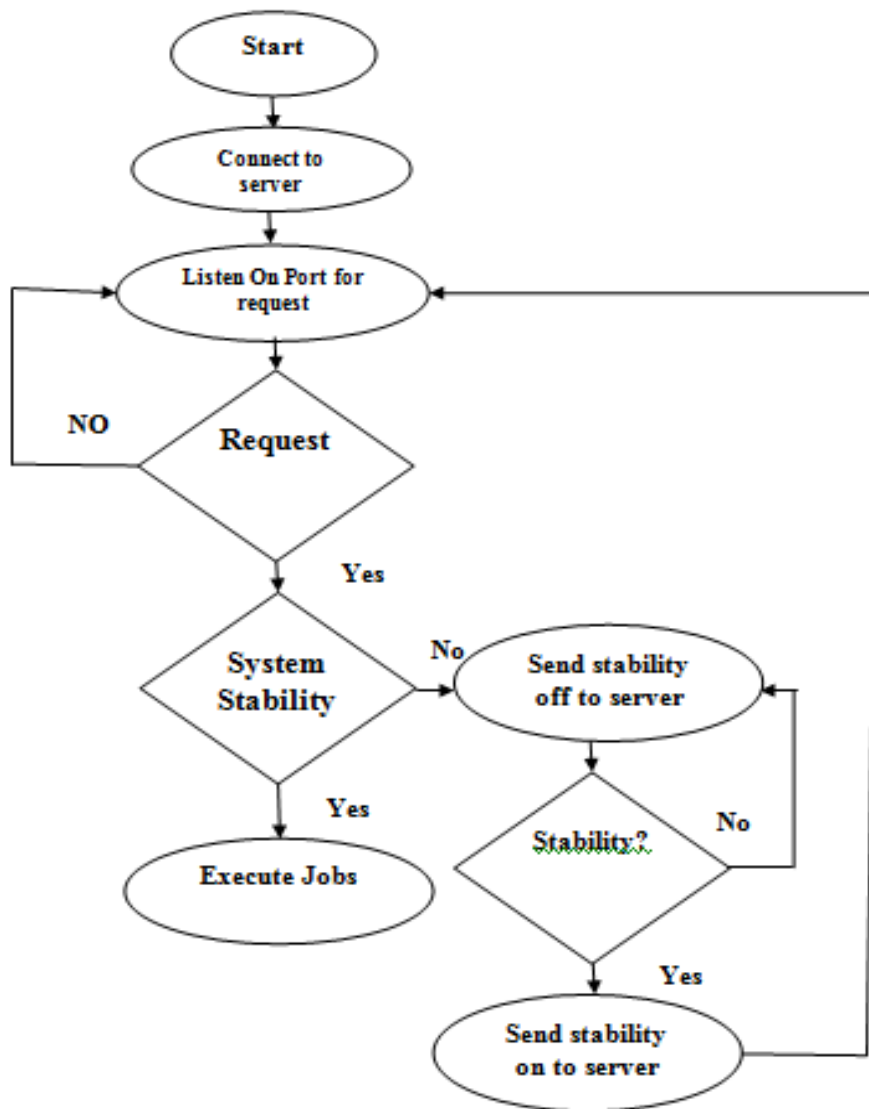 Start
Connect to
server
Listen On Port for
request
NO
Request
Yes
System
Stability
No
Send stability
off to server
Yes
Execute Jobs
Stability?
No
Yes
Send stability
on to server